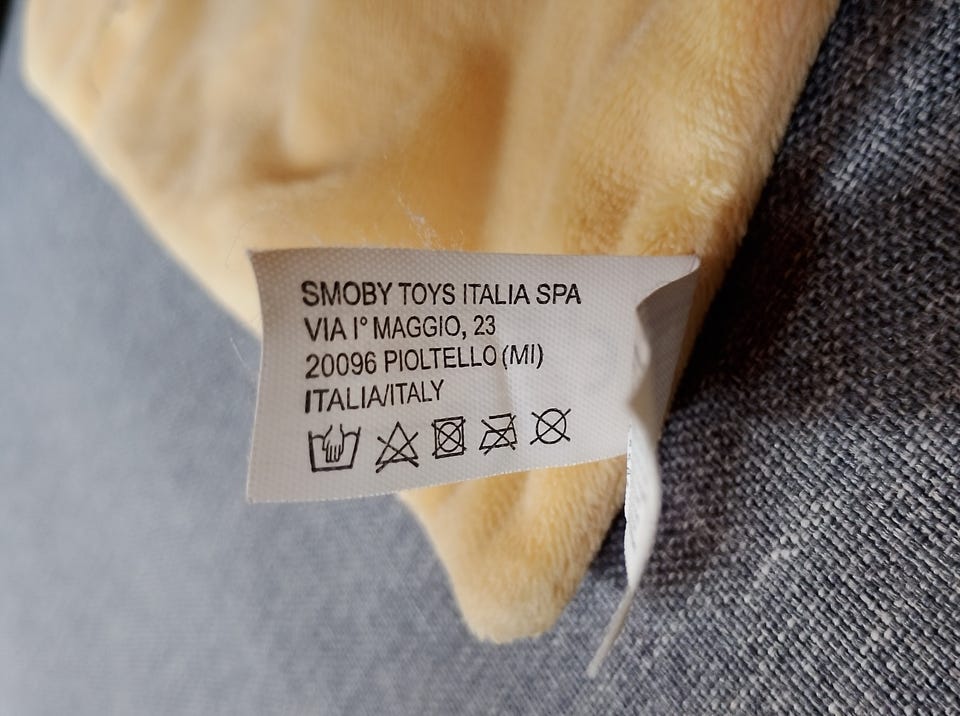 SMOBY TOYS ITALIA SPA
VIA I° MAGGIO, 23
20096 PIOLTELLO (MI)
ITALIA/ITALY